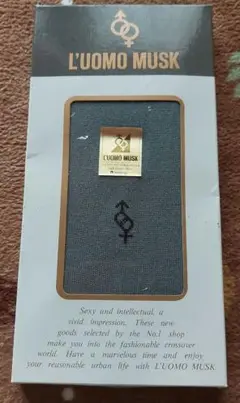 L'UOMO MUSK
L'UOMO MUSK
Sexy and intellectual, a
vivid impression, These new
goods selected by the No.1 shop
make you into the fashionable crossover
world. Have a marvelous time and enjoy
your reasonable urban life with L'UOMO MUSK